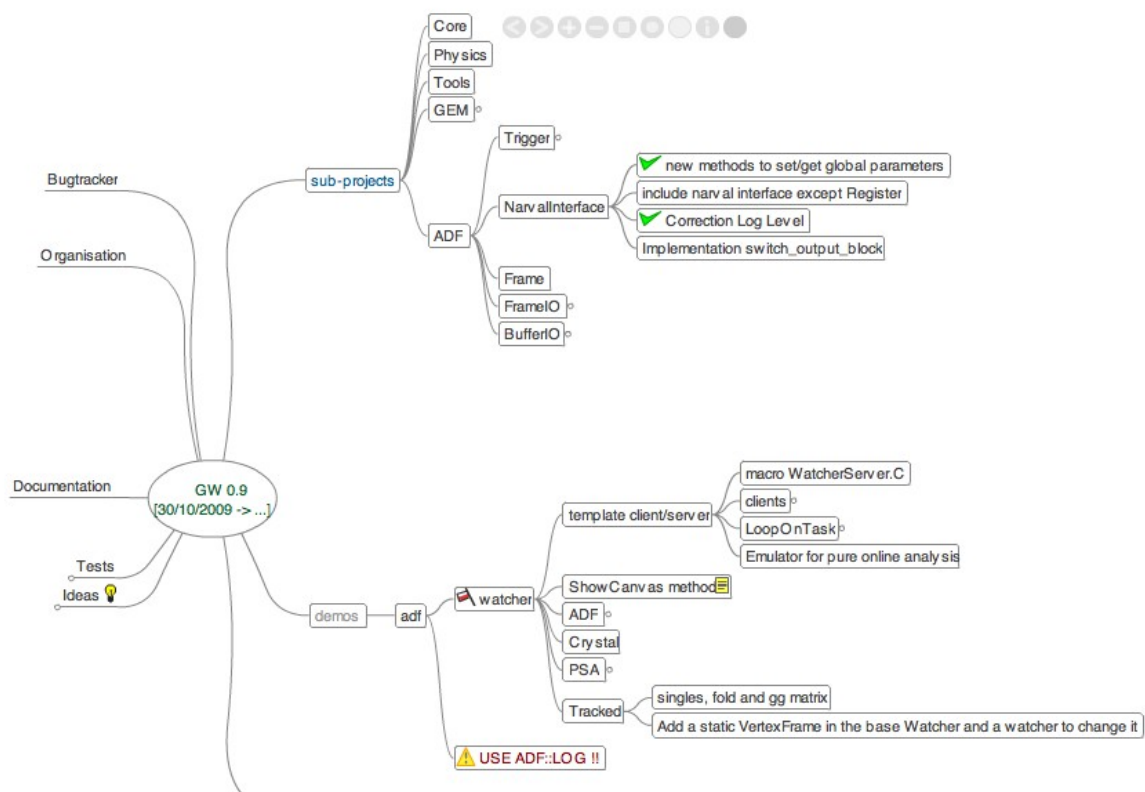 Core
Physics
Tools
GEM
Trigger
Bugtracker
new methods to set/get global parameters
sub-projects
include narval interface except Register
NarvalInterface
Correction Log Level
ADF
Organisation
Implementation switch_output_block
Frame
FrameIO
BufferIO
macro WatcherServer.C
Documentation
GW 0.9
[30/10/2009 -> ...]
clients
template client/server
LoopOnTask
Emulator for pure online analysis
Tests
ShowCanvas method
Ideas
watcher
demos
adf
ADF
Crystal
PSA
singles, fold and gg matrix
Tracked
Add a static VertexFrame in the base Watcher and a watcher to change it
USE ADF::LOG !!